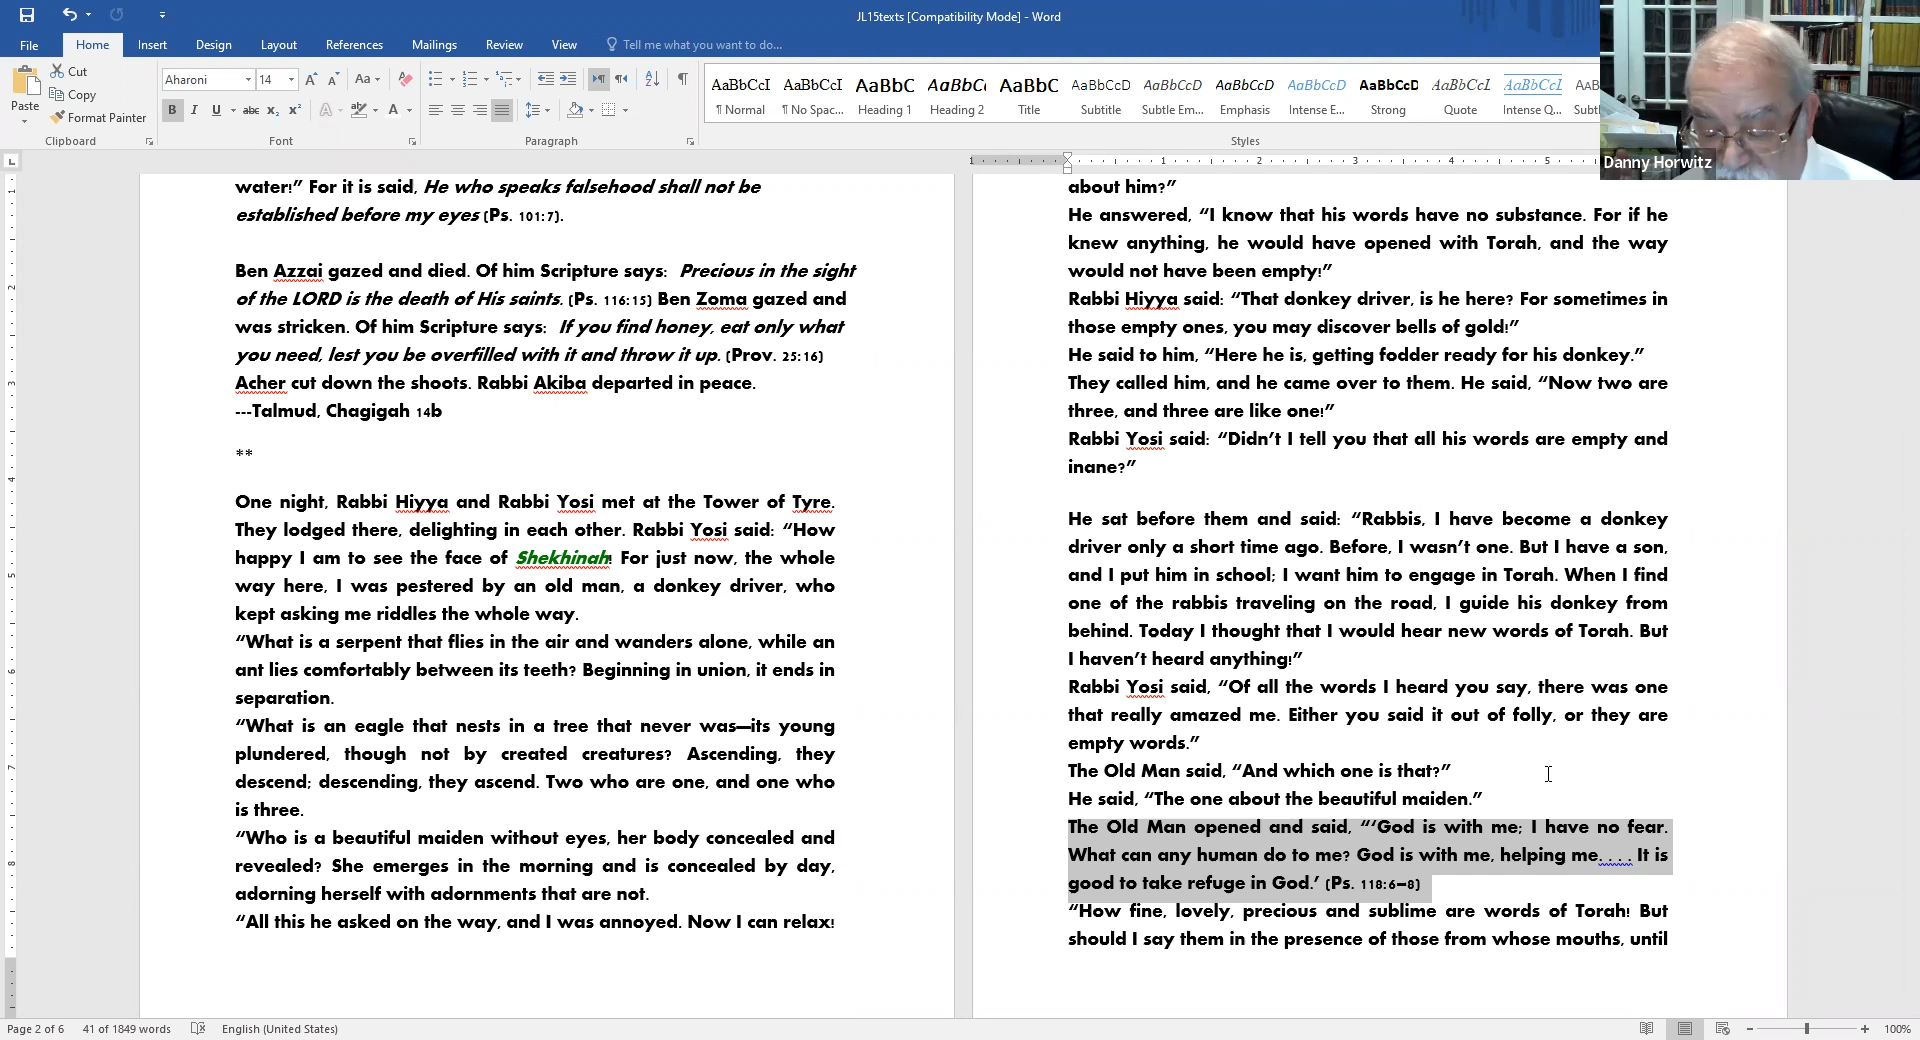 JL15texts [Compatibility Mode] - Word
File Home Insert Design Layout References Mailings Review View Tell me what you want to do...
Cut
Copy
Format Painter
Paste
Clipboard
Aharoni 14
Font
Paragraph
AaBbCcI AaBbCcI AaBbC AaBbCc AaBbC AaBbCcD AaBbCcD AaBbCcD AaBbCcD AaBbCcD AaBbCcI AaBbCcI
¶ Normal ¶ No Spac... Heading 1 Heading 2 Title Subtitle Subtle Em... Emphasis Intense E... Strong Quote Intense Q...
Styles
Danny Horwitz
water!” For it is said, He who speaks falsehood shall not be
established before my eyes (Ps. 101:7).
Ben Azzai gazed and died. Of him Scripture says: Precious in the sight
of the LORD is the death of His saints. (Ps. 116:15) Ben Zoma gazed and
was stricken. Of him Scripture says: If you find honey, eat only what
you need, lest you be overfilled with it and throw it up. (Prov. 25:16)
Acher cut down the shoots. Rabbi Akiba departed in peace.
---Talmud, Chagigah 14b
**
One night, Rabbi Hiyya and Rabbi Yosi met at the Tower of Tyre.
They lodged there, delighting in each other. Rabbi Yosi said: “How
happy I am to see the face of Shekhinah! For just now, the whole
way here, I was pestered by an old man, a donkey driver, who
kept asking me riddles the whole way.
“What is a serpent that flies in the air and wanders alone, while an
ant lies comfortably between its teeth? Beginning in union, it ends in
separation.
“What is an eagle that nests in a tree that never was—its young
plundered, though not by created creatures? Ascending, they
descend; descending, they ascend. Two who are one, and one who
is three.
“Who is a beautiful maiden without eyes, her body concealed and
revealed? She emerges in the morning and is concealed by day,
adorning herself with adornments that are not.
“All this he asked on the way, and I was annoyed. Now I can relax!
about him?”
He answered, “I know that his words have no substance. For if he
knew anything, he would have opened with Torah, and the way
would not have been empty!”
Rabbi Hiyya said: “That donkey driver, is he here? For sometimes in
those empty ones, you may discover bells of gold!”
He said to him, “Here he is, getting fodder ready for his donkey.”
They called him, and he came over to them. He said, “Now two are
three, and three are like one!”
Rabbi Yosi said: “Didn’t I tell you that all his words are empty and
inane?”
He sat before them and said: “Rabbis, I have become a donkey
driver only a short time ago. Before, I wasn’t one. But I have a son,
and I put him in school; I want him to engage in Torah. When I find
one of the rabbis traveling on the road, I guide his donkey from
behind. Today I thought that I would hear new words of Torah. But
I haven’t heard anything!”
Rabbi Yosi said, “Of all the words I heard you say, there was one
that really amazed me. Either you said it out of folly, or they are
empty words.”
The Old Man said, “And which one is that?”
He said, “The one about the beautiful maiden.”
The Old Man opened and said, “‘God is with me; I have no fear.
What can any human do to me? God is with me, helping me. . . . It is
good to take refuge in God.’ (Ps. 118:6–8)
“How fine, lovely, precious and sublime are words of Torah! But
should I say them in the presence of those from whose mouths, until
Page 2 of 6 41 of 1849 words English (United States) 100%